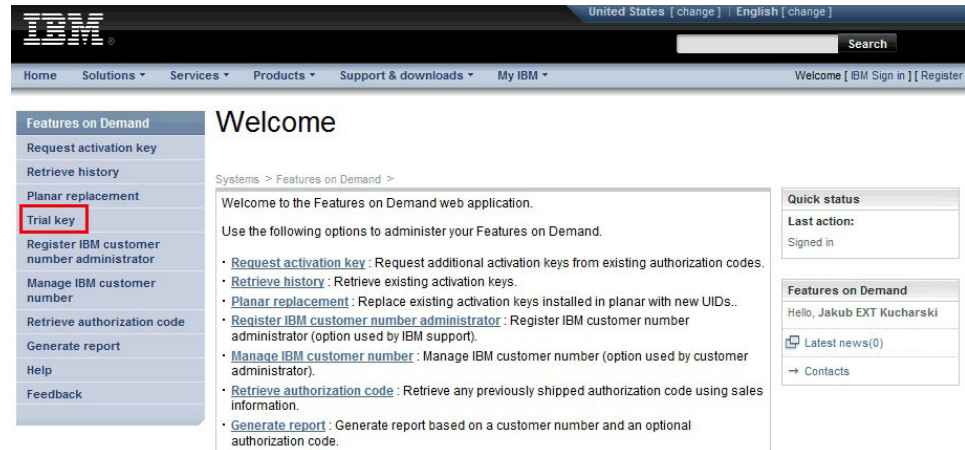 United States [ change ] | English [ change ]
IBM ®
Search
Home Solutions Services Products Support & downloads My IBM Welcome [ IBM Sign in ] [ Register
Features on Demand
Request activation key
Retrieve history
Planar replacement
Trial key
Register IBM customer
number administrator
Manage IBM customer
number
Retrieve authorization code
Generate report
Help
Feedback
Welcome
Systems > Features on Demand >
Welcome to the Features on Demand web application.
Use the following options to administer your Features on Demand.
· Request activation key : Request additional activation keys from existing authorization codes.
· Retrieve history : Retrieve existing activation keys.
· Planar replacement : Replace existing activation keys installed in planar with new UIDs..
· Register IBM customer number administrator : Register IBM customer number
administrator (option used by IBM support).
· Manage IBM customer number : Manage IBM customer number (option used by customer
administrator).
· Retrieve authorization code : Retrieve any previously shipped authorization code using sales
information.
· Generate report : Generate report based on a customer number and an optional
authorization code.
Quick status
Last action:
Signed in
Features on Demand
Hello, Jakub EXT Kucharski
Latest news(0)
→ Contacts